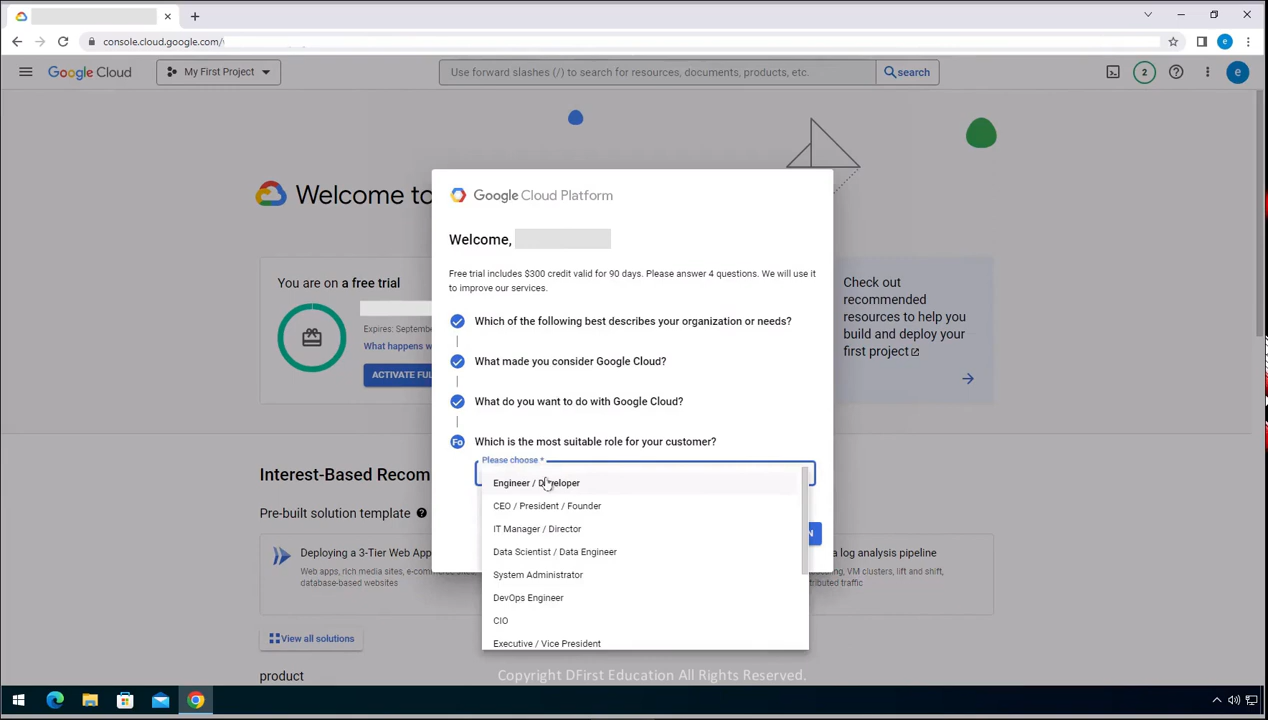 console.cloud.google.com/
Google Cloud
My First Project
Use forward slashes (/) to search for resources, documents, products, etc.
search
2
e
e
Welcome to
Google Cloud Platform
Welcome,
Free trial includes $300 credit valid for 90 days. Please answer 4 questions. We will use it
to improve our services.
You are on a free trial
Expires: Septembe
What happens w
ACTIVATE FUL
Which of the following best describes your organization or needs?
What made you consider Google Cloud?
What do you want to do with Google Cloud?
Fo
Which is the most suitable role for your customer?
Please choose *
Engineer / Developer
CEO / President / Founder
IT Manager / Director
Data Scientist / Data Engineer
System Administrator
DevOps Engineer
CIO
Executive / Vice President
N
Check out
recommended
resources to help you
build and deploy your
first project
Interest-Based Recom
Pre-built solution template
Deploying a 3-Tier Web App
Web apps, rich media sites, e-comme
database-based websites
a log analysis pipeline
ering, VM clusters, lift and shift,
tributed traffic
View all solutions
product
Copyright DFirst Education All Rights Reserved.